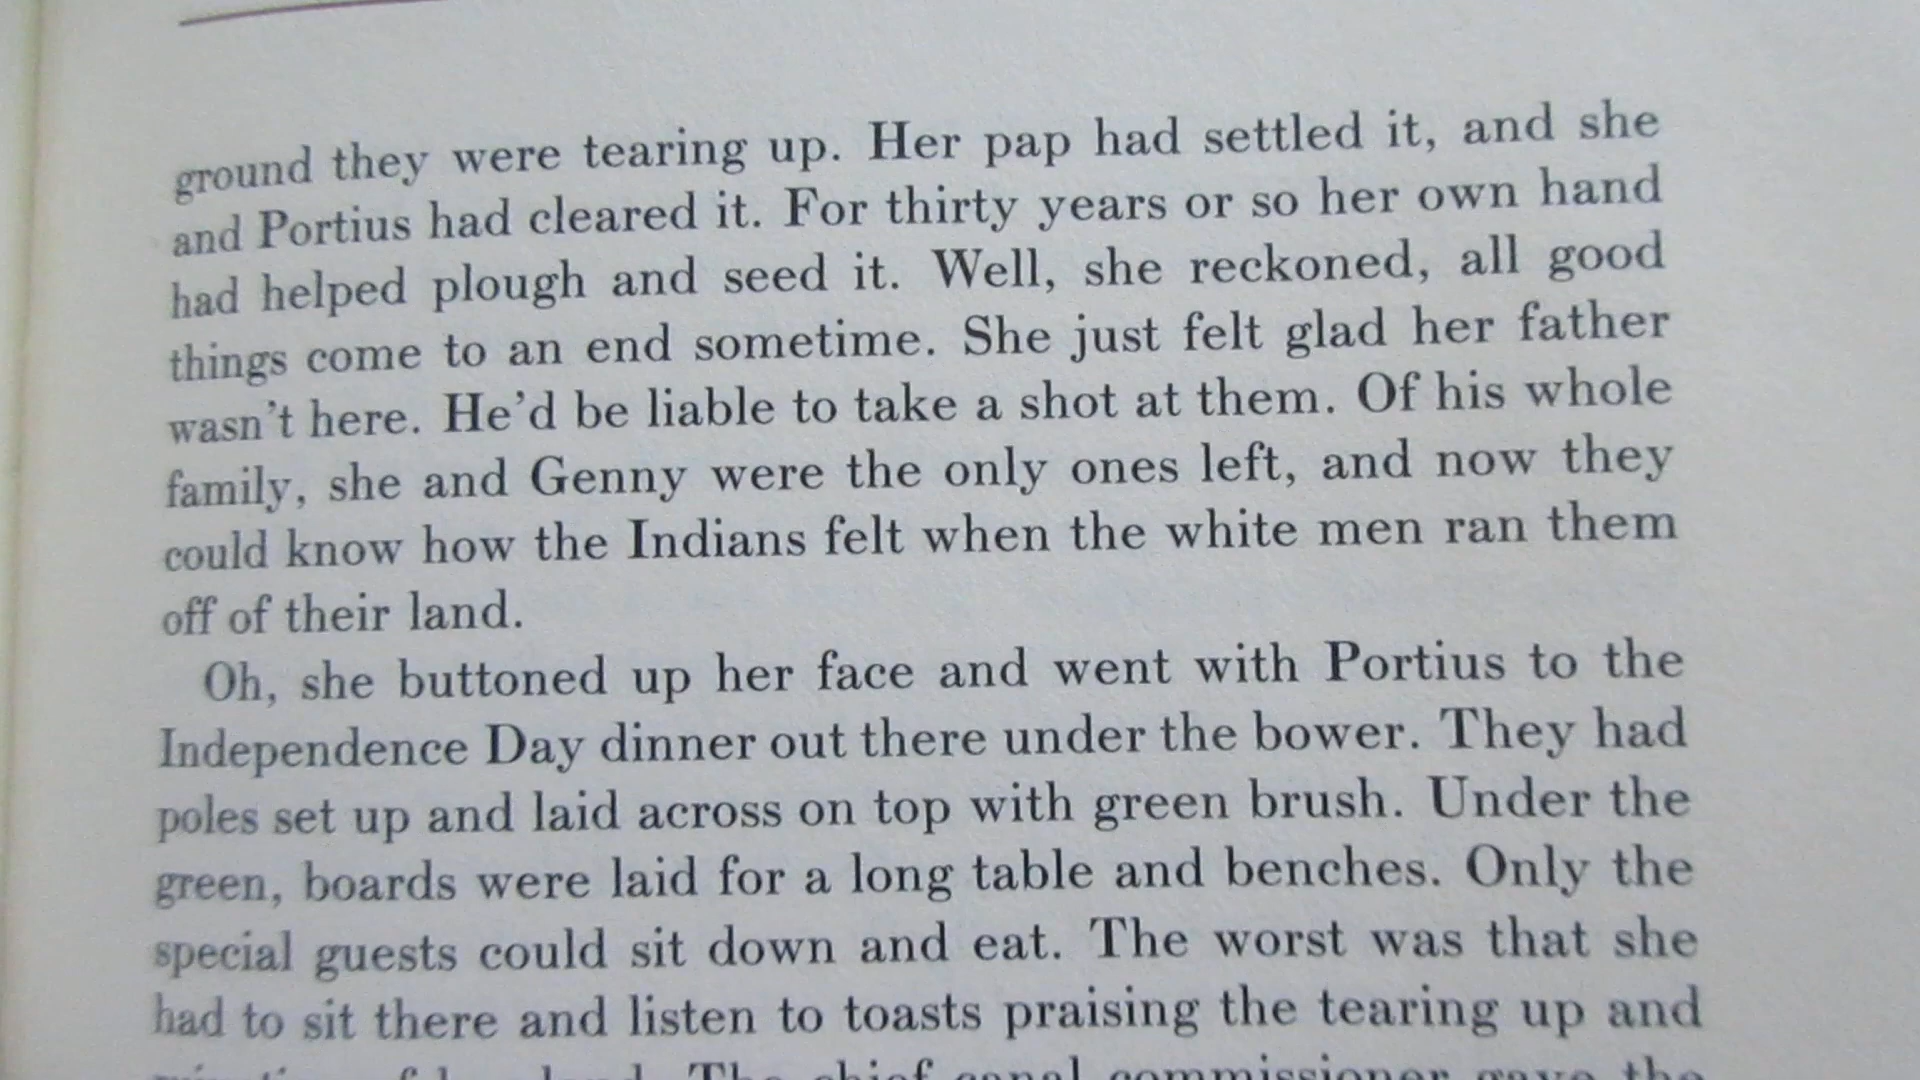 ground they were tearing up. Her pap had settled it, and she
and Portius had cleared it. For thirty years or so her own hand
had helped plough and seed it. Well, she reckoned, all good
things come to an end sometime. She just felt glad her father
wasn't here. He'd be liable to take a shot at them. Of his whole
family, she and Genny were the only ones left, and now they
could know how the Indians felt when the white men ran them
off of their land.
Oh, she buttoned up her face and went with Portius to the
Independence Day dinner out there under the bower. They had
poles set up and laid across on top with green brush. Under the
green, boards were laid for a long table and benches. Only the
special guests could sit down and eat. The worst was that she
had to sit there and listen to toasts praising the tearing up and
The chief canal commissioner gave the